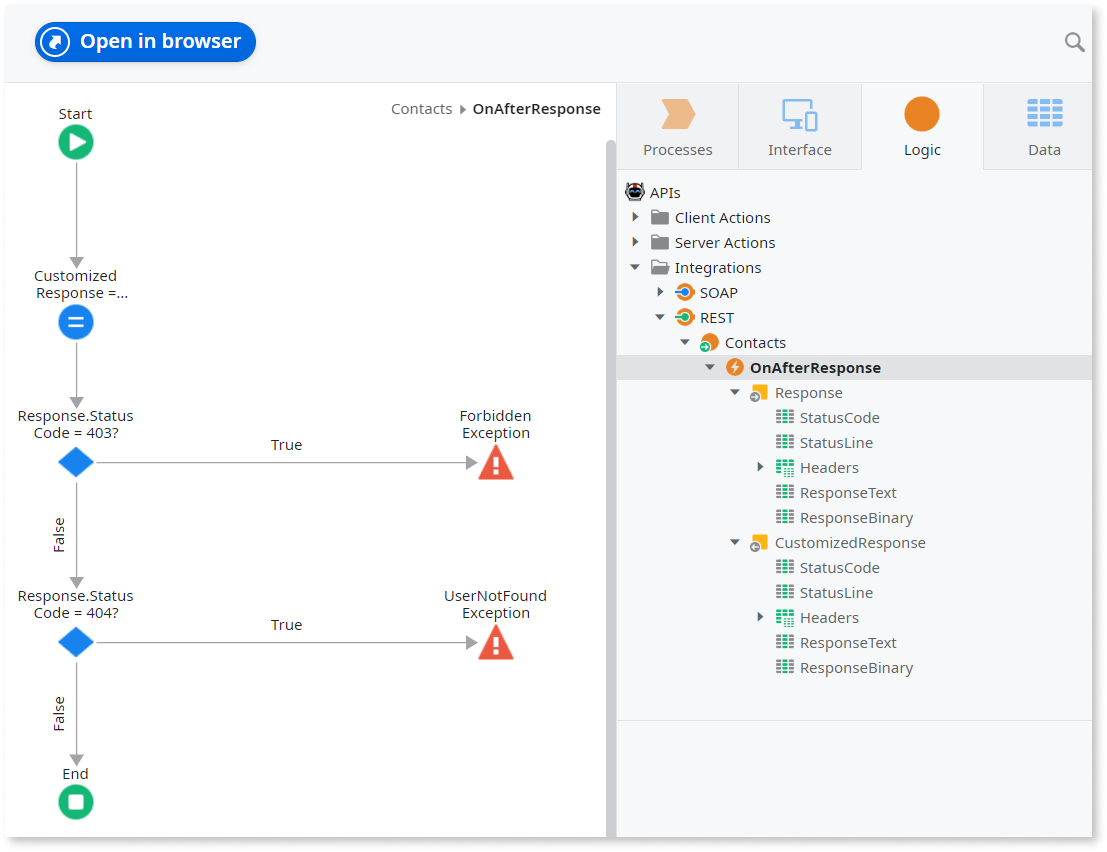 Open in browser
Contacts ▸ OnAfterResponse
Start
Customized
Response =...
Response.Status
Code = 403?
True
Forbidden
Exception
False
Response.Status
Code = 404?
True
UserNotFound
Exception
False
End
Processes
Interface
Logic
Data
APIs
Client Actions
Server Actions
Integrations
SOAP
REST
Contacts
OnAfterResponse
Response
StatusCode
StatusLine
Headers
ResponseText
ResponseBinary
CustomizedResponse
StatusCode
StatusLine
Headers
ResponseText
ResponseBinary